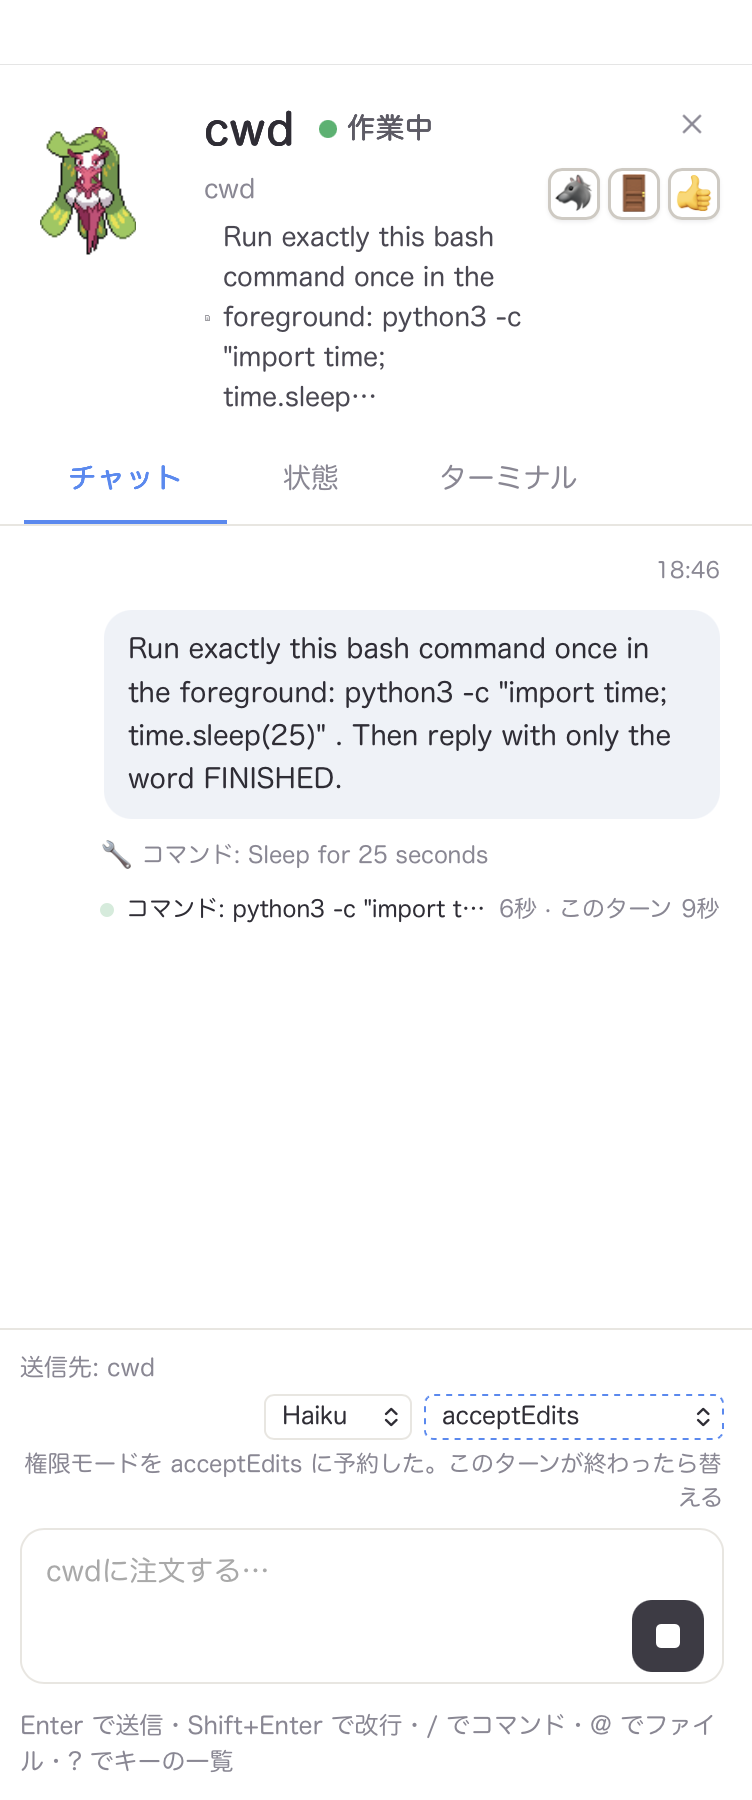 cwd
作業中
cwd
Run exactly this bash
command once in the
foreground: python3 -c
"import time;
time.sleep…
チャット
状態
ターミナル
18:46
Run exactly this bash command once in
the foreground: python3 -c "import time;
time.sleep(25)" . Then reply with only the
word FINISHED.
コマンド: Sleep for 25 seconds
コマンド: python3 -c "import t… 6秒 · このターン 9秒
送信先: cwd
Haiku
acceptEdits
権限モードを acceptEdits に予約した。このターンが終わったら替
える
cwdに注文する…
Enter で送信・Shift+Enter で改行・/ でコマンド・@ でファイ
ル・? でキーの一覧